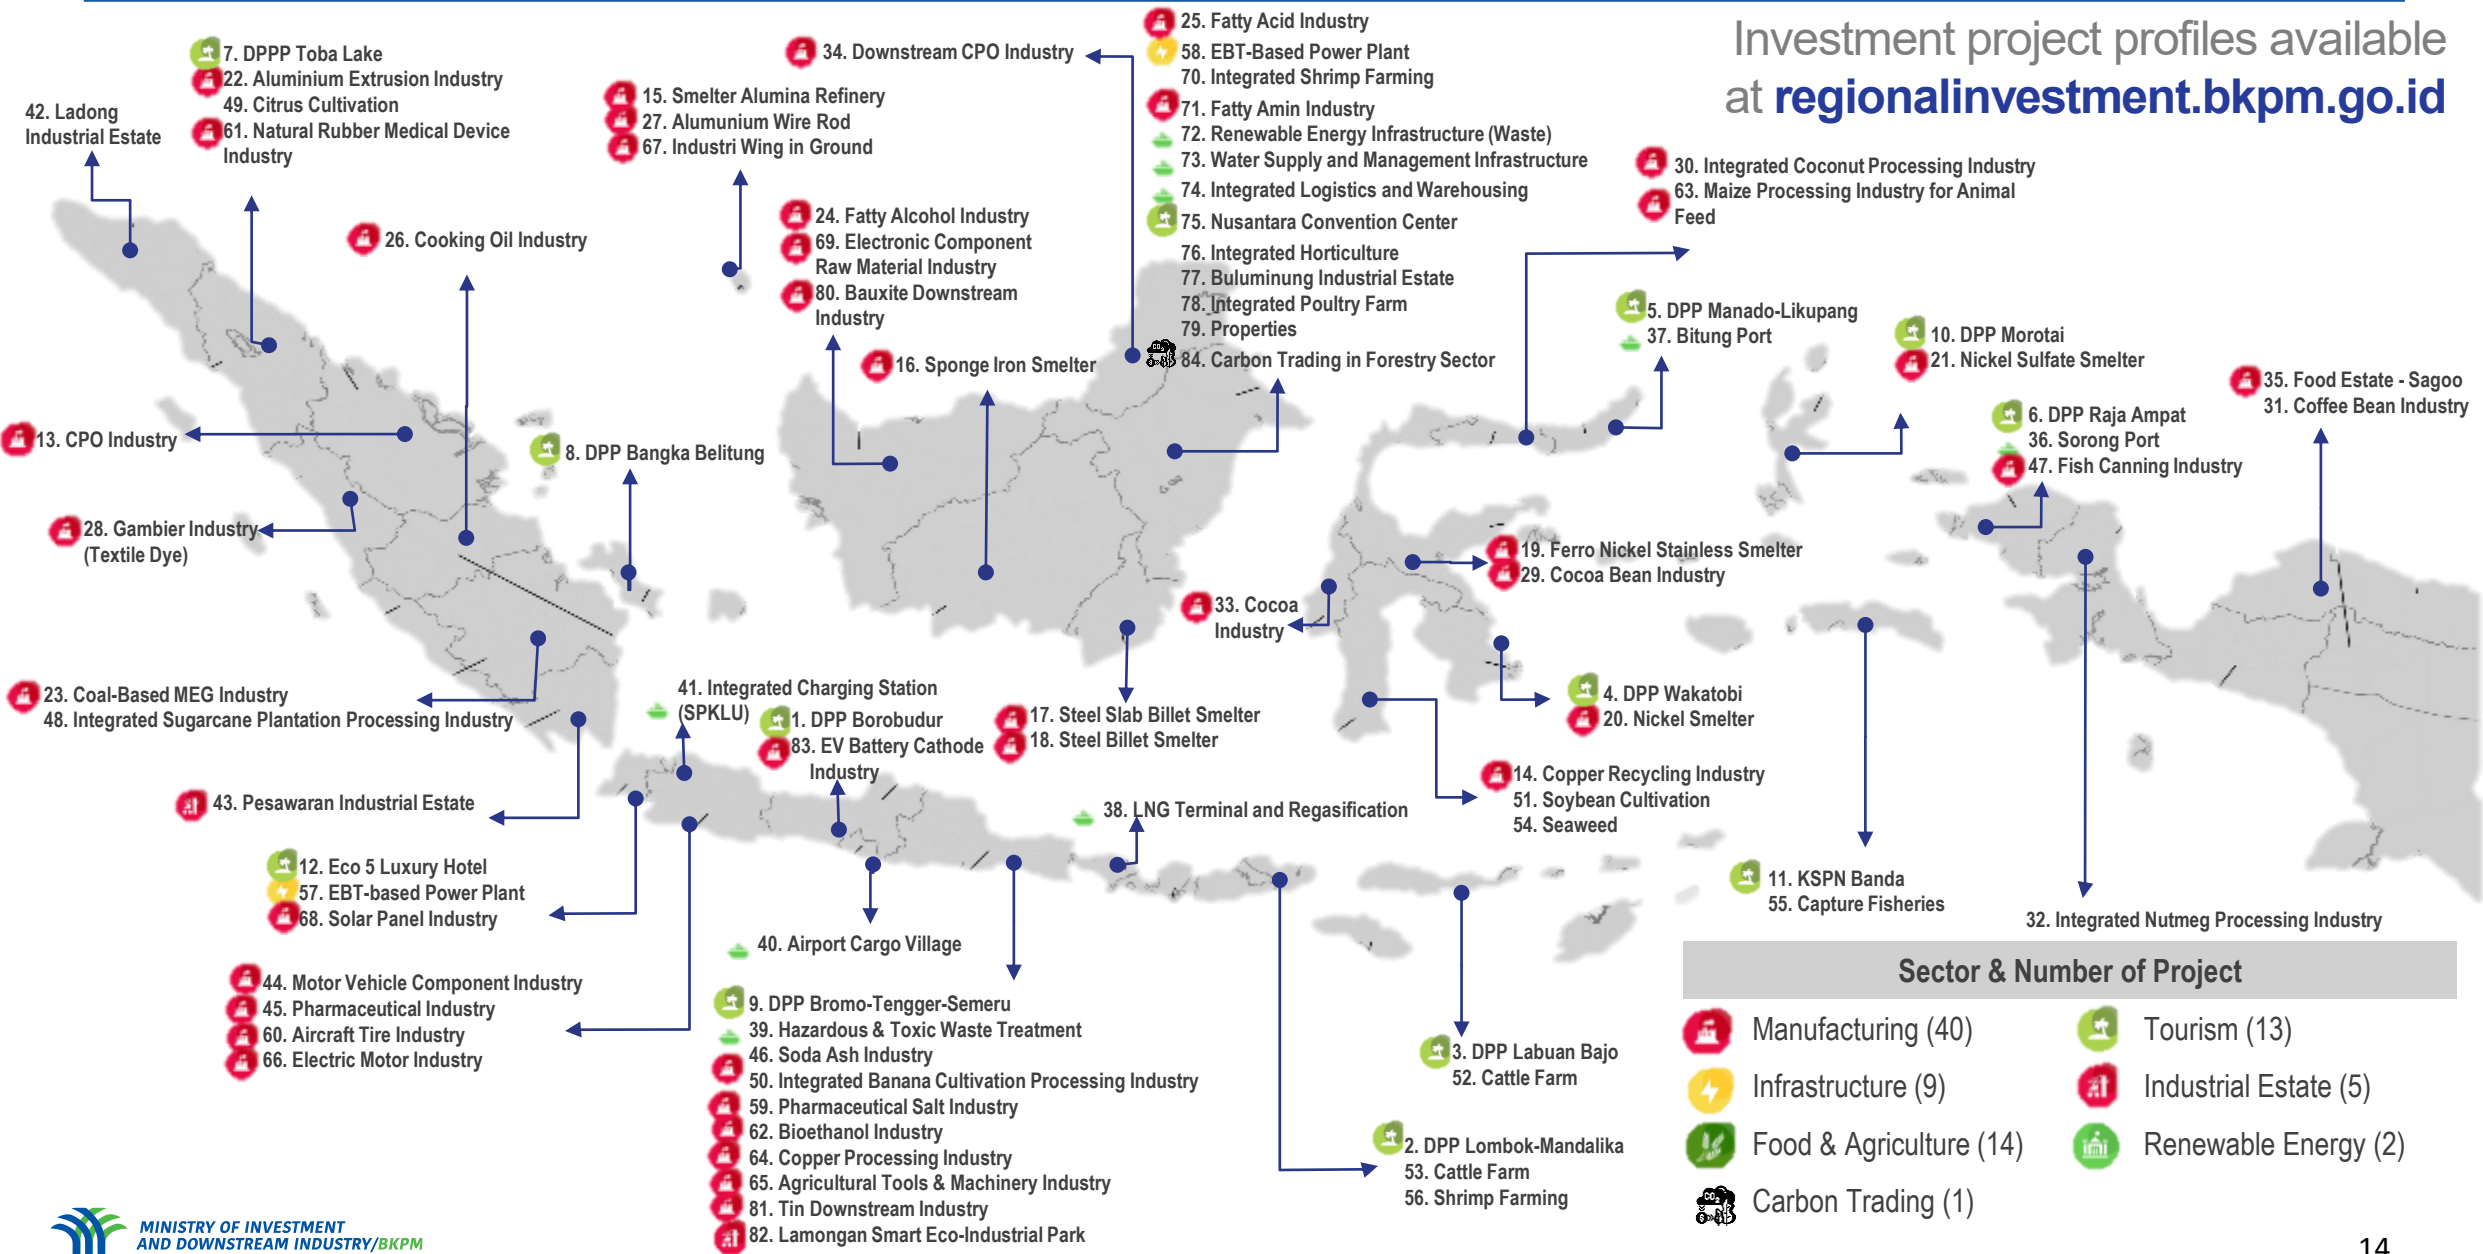 Investment project profiles available
at regionalinvestment.bkpm.go.id
42. Ladong
Industrial Estate
7. DPPP Toba Lake
22. Aluminium Extrusion Industry
49. Citrus Cultivation
61. Natural Rubber Medical Device
Industry
26. Cooking Oil Industry
15. Smelter Alumina Refinery
27. Alumunium Wire Rod
67. Industri Wing in Ground
34. Downstream CPO Industry
24. Fatty Alcohol Industry
69. Electronic Component
Raw Material Industry
80. Bauxite Downstream
Industry
16. Sponge Iron Smelter
25. Fatty Acid Industry
58. EBT-Based Power Plant
70. Integrated Shrimp Farming
71. Fatty Amin Industry
72. Renewable Energy Infrastructure (Waste)
73. Water Supply and Management Infrastructure
74. Integrated Logistics and Warehousing
75. Nusantara Convention Center
76. Integrated Horticulture
77. Buluminung Industrial Estate
78. Integrated Poultry Farm
79. Properties
84. Carbon Trading in Forestry Sector
30. Integrated Coconut Processing Industry
63. Maize Processing Industry for Animal
Feed
5. DPP Manado-Likupang
37. Bitung Port
10. DPP Morotai
21. Nickel Sulfate Smelter
6. DPP Raja Ampat
36. Sorong Port
47. Fish Canning Industry
35. Food Estate - Sagoo
31. Coffee Bean Industry
13. CPO Industry
8. DPP Bangka Belitung
28. Gambier Industry
(Textile Dye)
19. Ferro Nickel Stainless Smelter
29. Cocoa Bean Industry
33. Cocoa
Industry
23. Coal-Based MEG Industry
48. Integrated Sugarcane Plantation Processing Industry
41. Integrated Charging Station
(SPKLU)
1. DPP Borobudur
83. EV Battery Cathode
Industry
17. Steel Slab Billet Smelter
18. Steel Billet Smelter
4. DPP Wakatobi
20. Nickel Smelter
14. Copper Recycling Industry
51. Soybean Cultivation
54. Seaweed
43. Pesawaran Industrial Estate
38. LNG Terminal and Regasification
12. Eco 5 Luxury Hotel
57. EBT-based Power Plant
68. Solar Panel Industry
11. KSPN Banda
55. Capture Fisheries
32. Integrated Nutmeg Processing Industry
40. Airport Cargo Village
44. Motor Vehicle Component Industry
45. Pharmaceutical Industry
60. Aircraft Tire Industry
66. Electric Motor Industry
9. DPP Bromo-Tengger-Semeru
39. Hazardous & Toxic Waste Treatment
46. Soda Ash Industry
50. Integrated Banana Cultivation Processing Industry
59. Pharmaceutical Salt Industry
62. Bioethanol Industry
64. Copper Processing Industry
65. Agricultural Tools & Machinery Industry
81. Tin Downstream Industry
82. Lamongan Smart Eco-Industrial Park
3. DPP Labuan Bajo
52. Cattle Farm
2. DPP Lombok-Mandalika
53. Cattle Farm
56. Shrimp Farming
Sector & Number of Project
Manufacturing (40)
Tourism (13)
Infrastructure (9)
Industrial Estate (5)
Food & Agriculture (14)
Renewable Energy (2)
Carbon Trading (1)
MINISTRY OF INVESTMENT
AND DOWNSTREAM INDUSTRY/BKPM
14